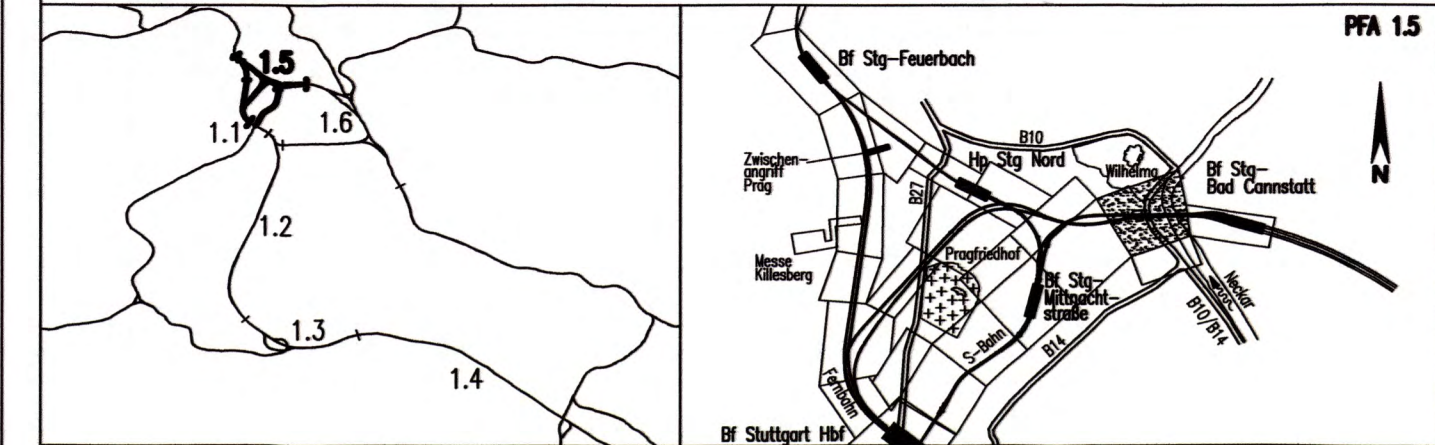 1.5
1.1
1.6
1.2
1.3
1.4
PFA 1.5
Bf Stg-Feuerbach
N
B10
Zwischen-
angriff
Prag
Hp Stg Nord
Wilhelma
Bf Stg-
Bad Cannstatt
B27
Messe
Killesberg
Pragfriedhof
Bf Stg-
Mittnacht-
straße
Neckar
B10/B14
S-Bahn
B14
Fernbahn
Bf Stuttgart Hbf